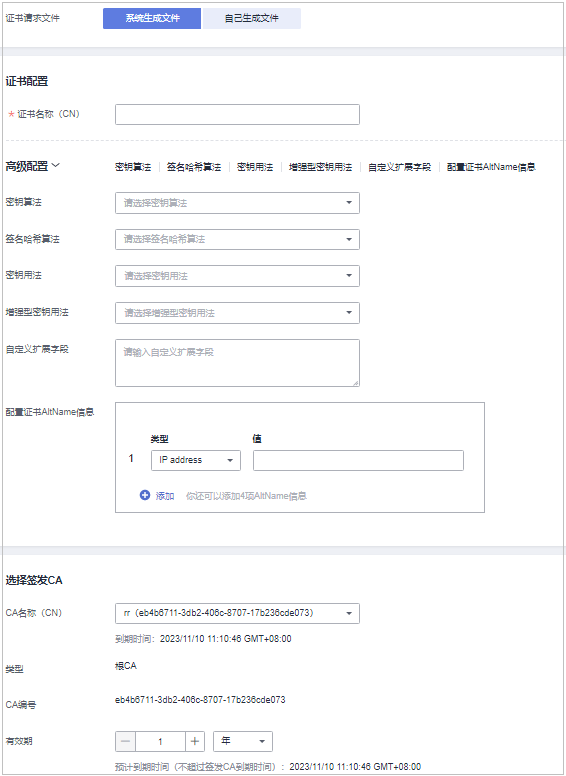 证书请求文件 系统生成文件 自己生成文件
证书配置
* 证书名称（CN）
高级配置 密钥算法 签名哈希算法 密钥用法 增强型密钥用法 自定义扩展字段 配置证书AltName信息
密钥算法 请选择密钥算法
签名哈希算法 请选择签名哈希算法
密钥用法 请选择密钥用法
增强型密钥用法 请选择增强型密钥用法
自定义扩展字段 请输入自定义扩展字段
配置证书AltName信息
类型 值
1 IP address
添加 你还可以添加4项AltName信息
选择签发CA
CA名称（CN） rr（eb4b6711-3db2-406c-8707-17b236cde073）
到期时间：2023/11/10 11:10:46 GMT+08:00
类型 根CA
CA编号 eb4b6711-3db2-406c-8707-17b236cde073
有效期 — 1 + 年
预计到期时间（不超过签发CA到期时间）：2023/11/10 11:10:46 GMT+08:00